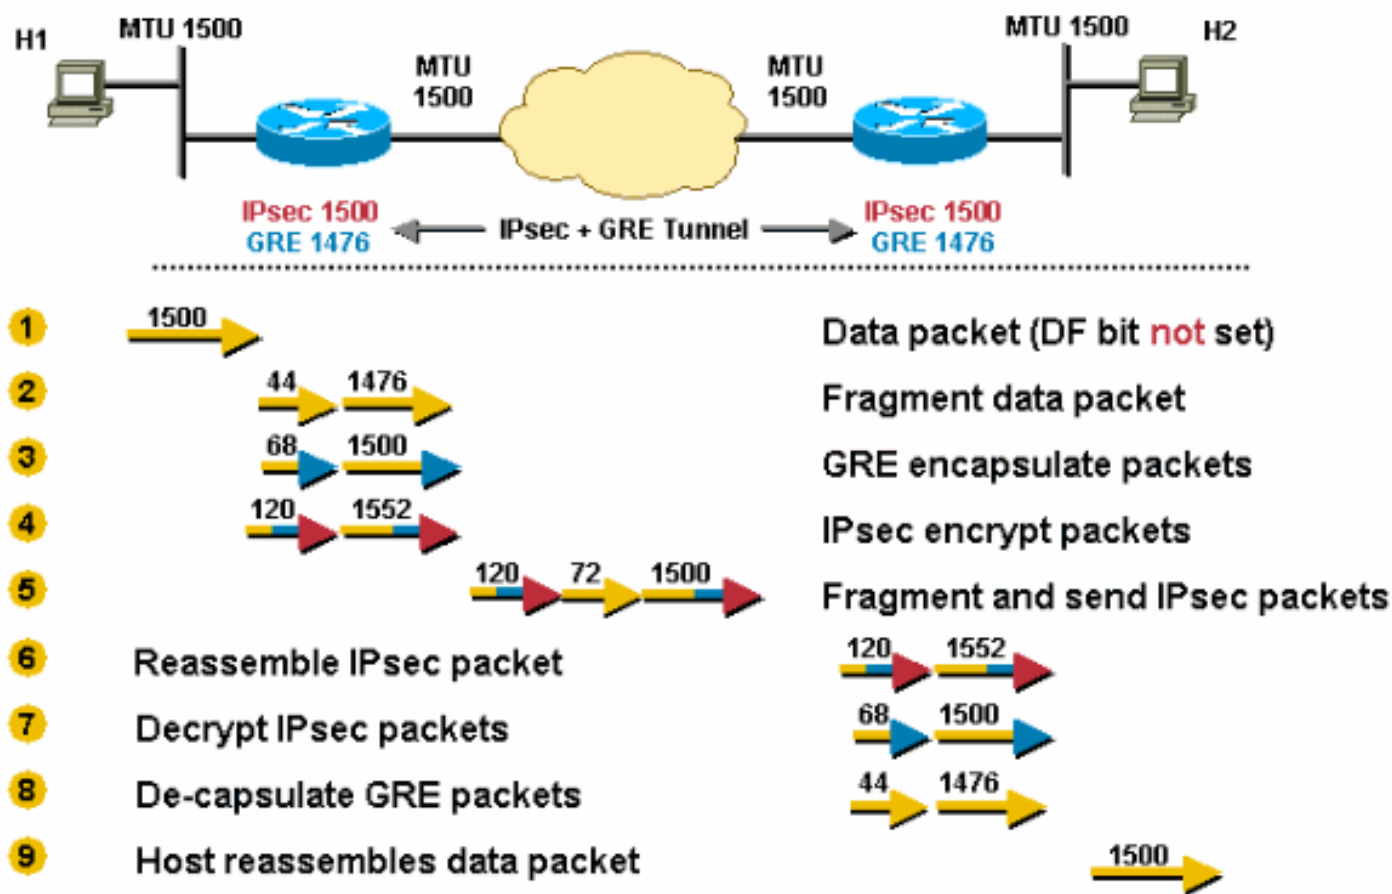 H1
MTU 1500
MTU 1500
H2
MTU
1500
MTU
1500
IPsec 1500
GRE 1476
IPsec + GRE Tunnel
IPsec 1500
GRE 1476
1
1500
Data packet (DF bit not set)
2
44 1476
Fragment data packet
3
68 1500
GRE encapsulate packets
4
120 1552
IPsec encrypt packets
5
120 72 1500
Fragment and send IPsec packets
6
Reassemble IPsec packet
120 1552
7
Decrypt IPsec packets
68 1500
8
De-capsulate GRE packets
44 1476
9
Host reassembles data packet
1500